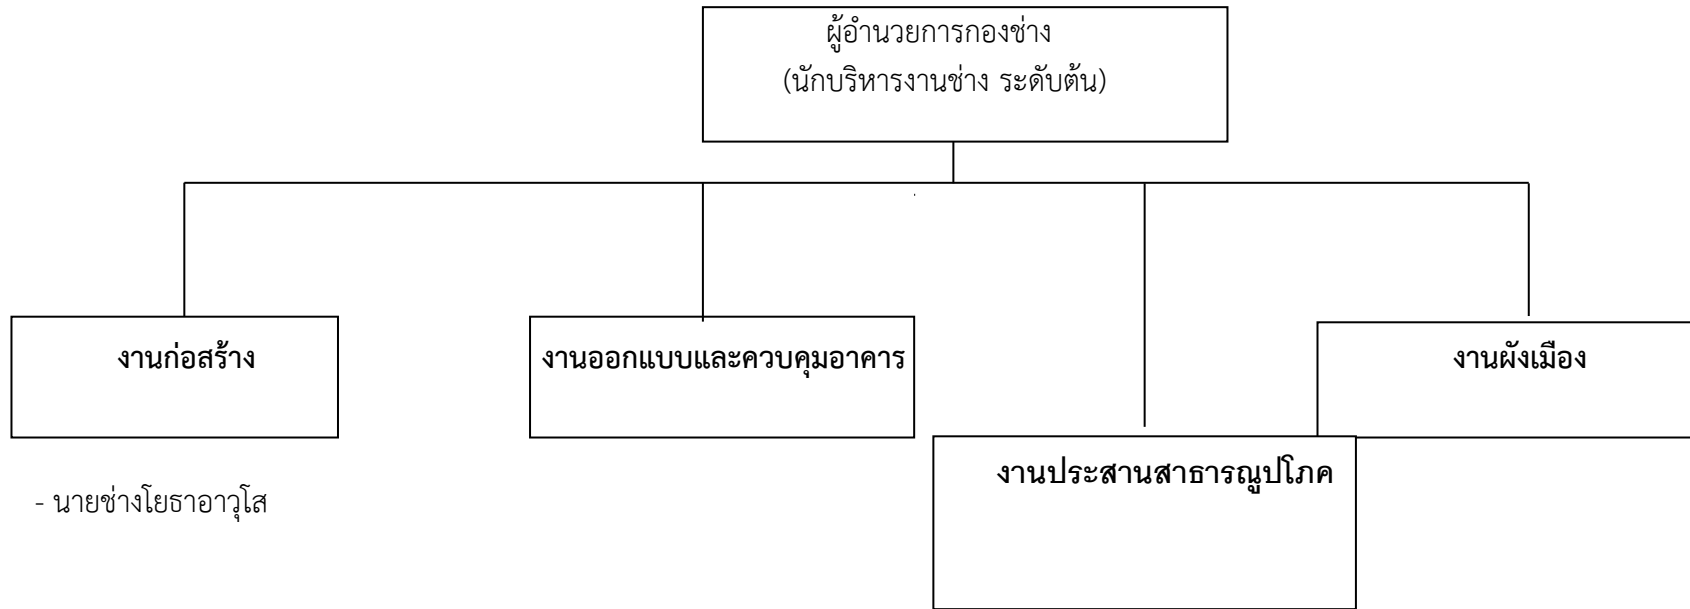 ผู้อำนวยการกองช่าง
(นักบริหารงานช่าง ระดับต้น)
งานก่อสร้าง
งานออกแบบและควบคุมอาคาร
งานผังเมือง
งานประสานสาธารณูปโภค
- นายช่างโยธาอาวุโส